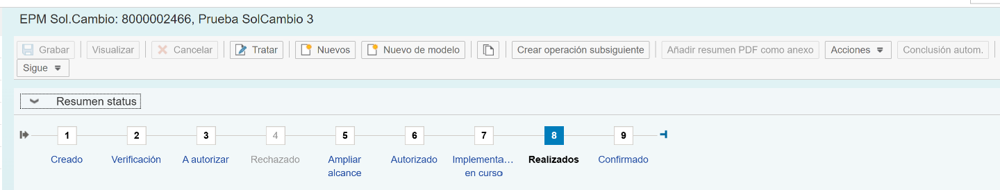 EPM Sol.Cambio: 8000002466, Prueba SolCambio 3
Grabar Visualizar Cancelar Tratar Nuevos Nuevo de modelo Crear operación subsiguiente Añadir resumen PDF como anexo Acciones Conclusión autom.
Sigue
Resumen status
1 2 3 4 5 6 7 8 9
Creado Verificación A autorizar Rechazado Ampliar Autorizado Implementa... Realizados Confirmado
alcance en curso